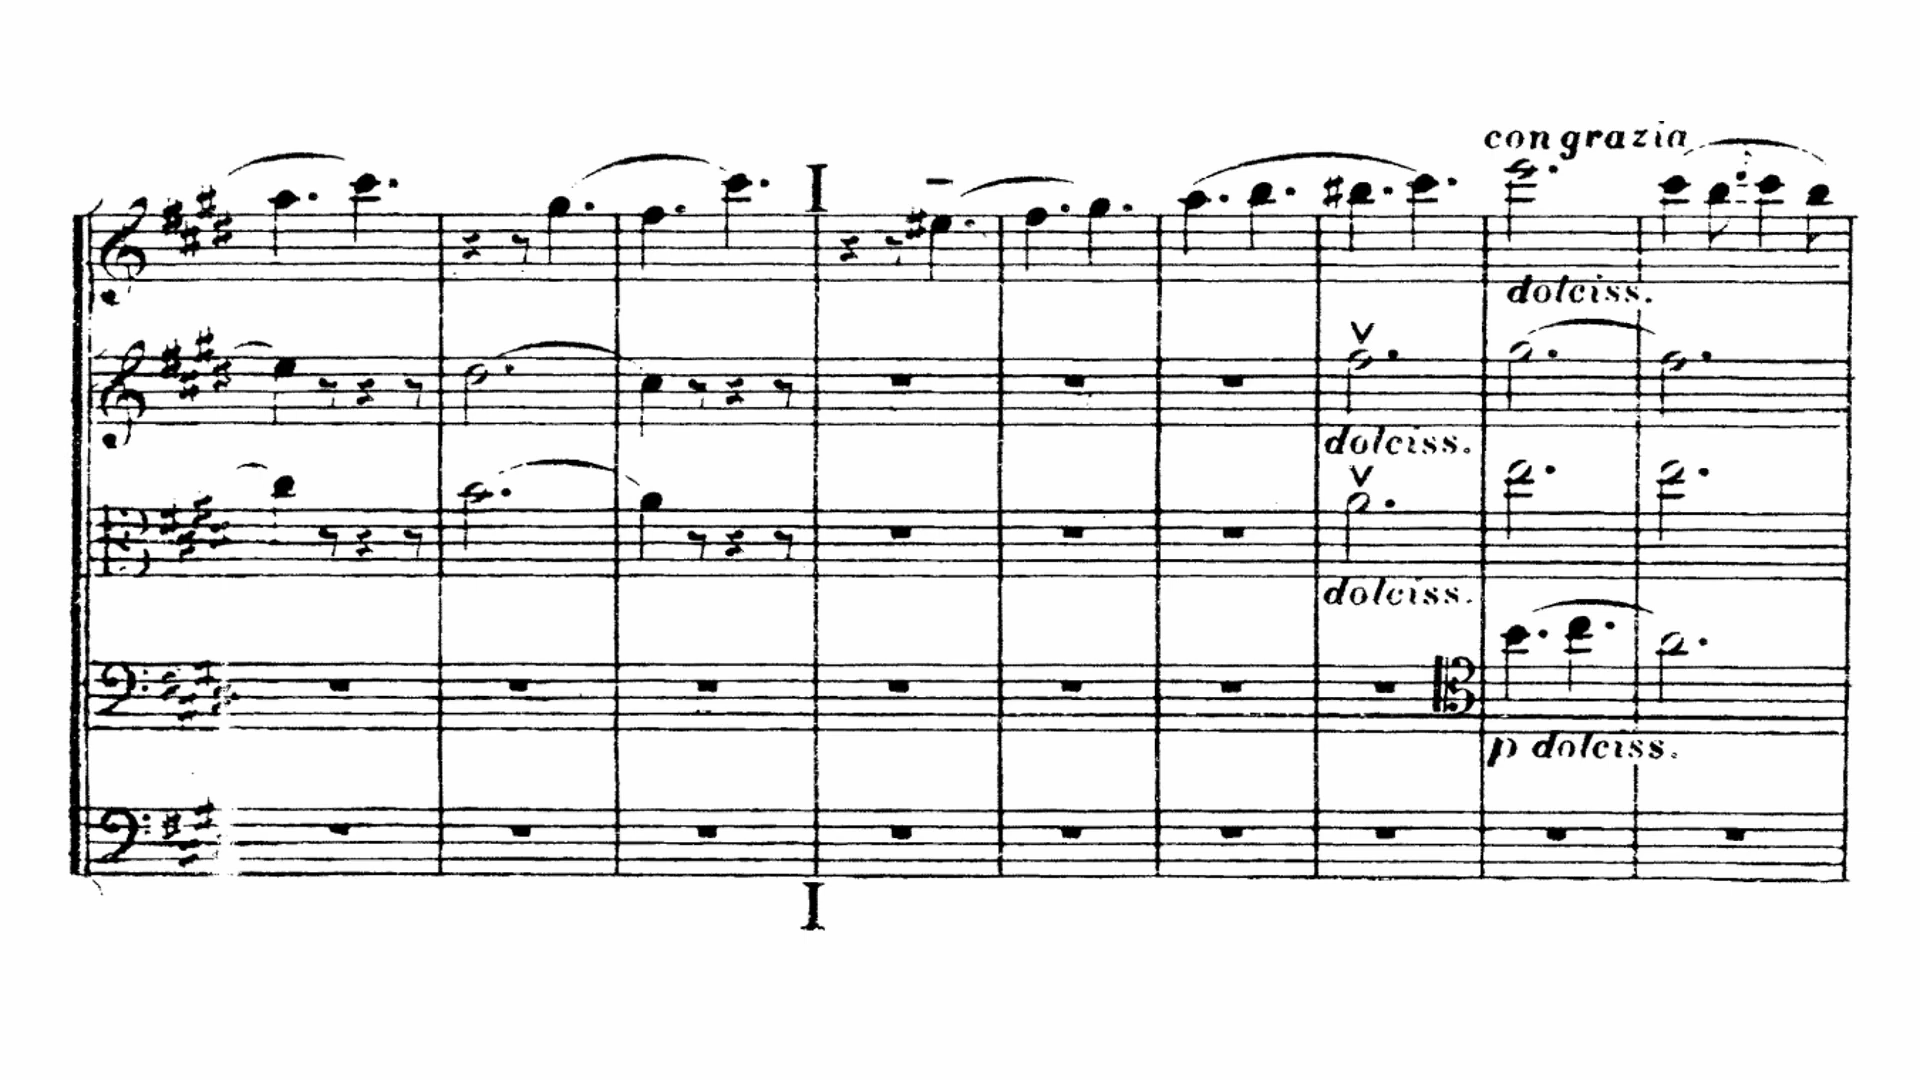 con grazia
I
dolciss.
dolciss.
dolciss.
p dolciss.
I